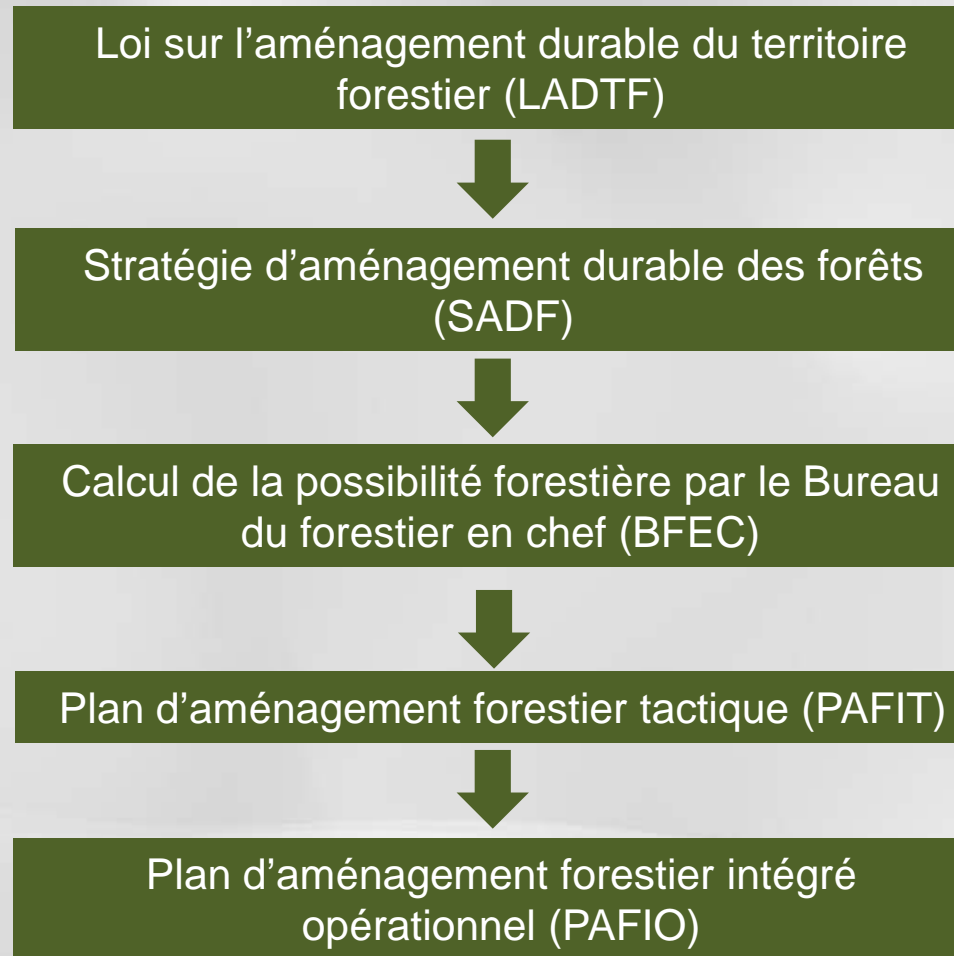 Loi sur l’aménagement durable du territoire
forestier (LADTF)
Stratégie d’aménagement durable des forêts
(SADF)
Calcul de la possibilité forestière par le Bureau
du forestier en chef (BFEC)
Plan d’aménagement forestier tactique (PAFIT)
Plan d’aménagement forestier intégré
opérationnel (PAFIO)